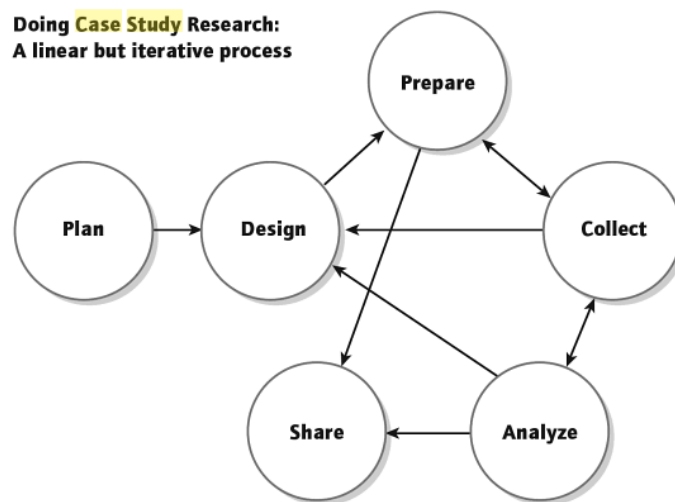 Doing Case Study Research:
A linear but iterative process
Prepare
Plan
Design
Collect
Share
Analyze